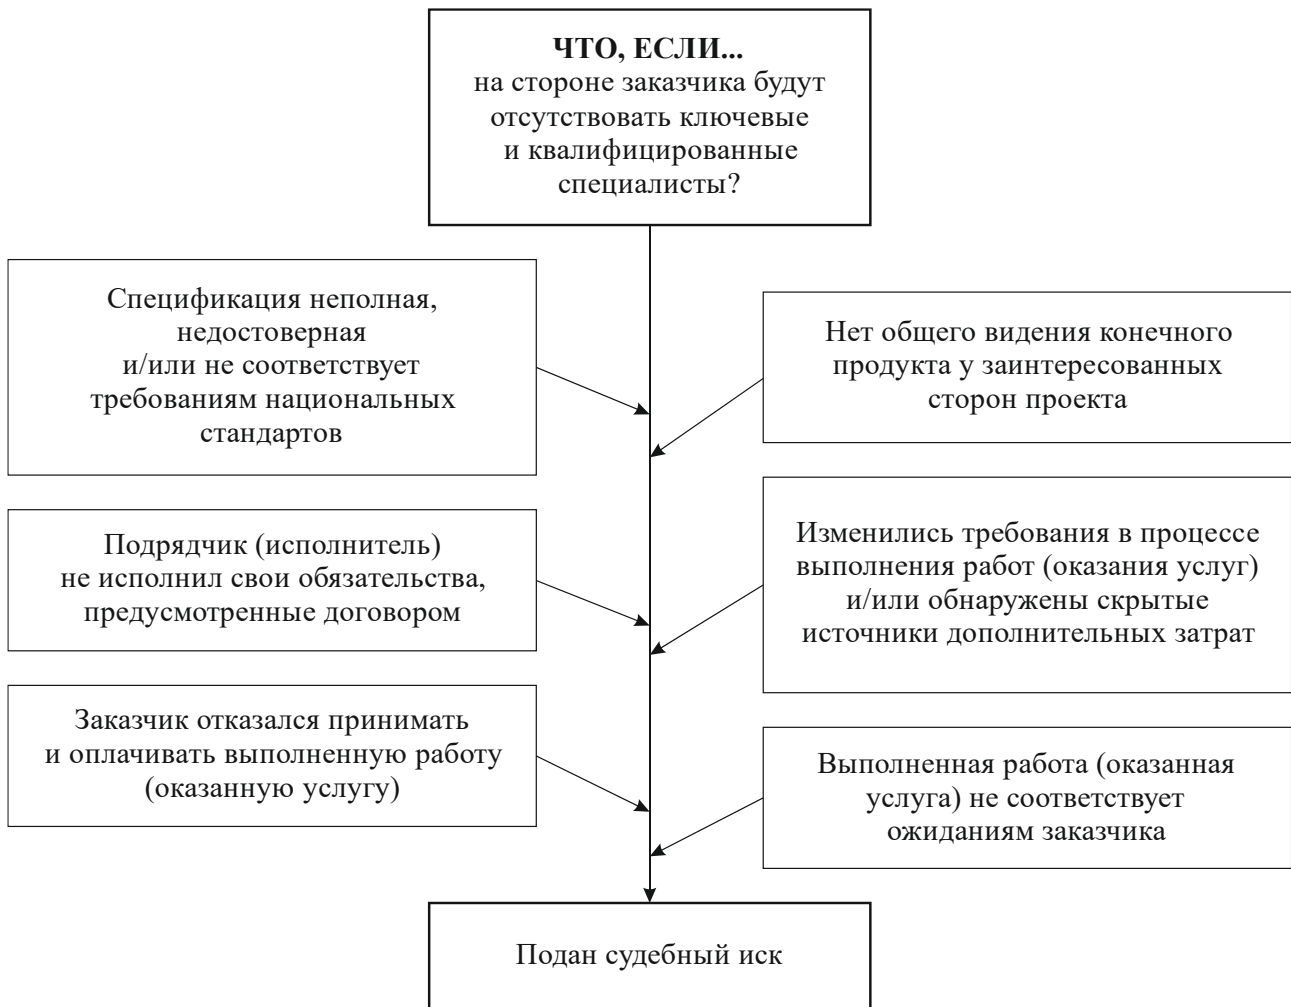 ЧТО, ЕСЛИ...
на стороне заказчика будут
отсутствовать ключевые
и квалифицированные
специалисты?
Спецификация неполная,
недостоверная
и/или не соответствует
требованиям национальных
стандартов
Нет общего видения конечного
продукта у заинтересованных
сторон проекта
Подрядчик (исполнитель)
не исполнил свои обязательства,
предусмотренные договором
Изменились требования в процессе
выполнения работ (оказания услуг)
и/или обнаружены скрытые
источники дополнительных затрат
Заказчик отказался принимать
и оплачивать выполненную работу
(оказанную услугу)
Выполненная работа (оказанная
услуга) не соответствует
ожиданиям заказчика
Подан судебный иск